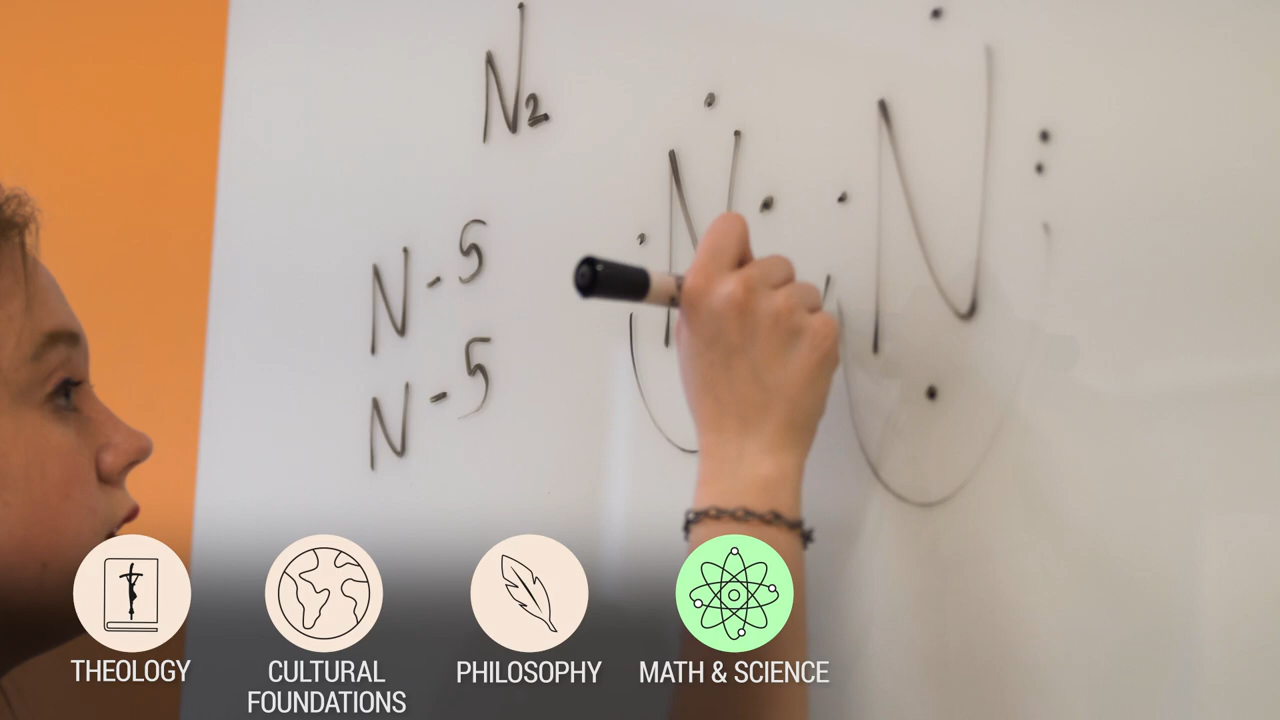 N2
N - 5
N - 5
N
N
THEOLOGY
CULTURAL
FOUNDATIONS
PHILOSOPHY
MATH & SCIENCE